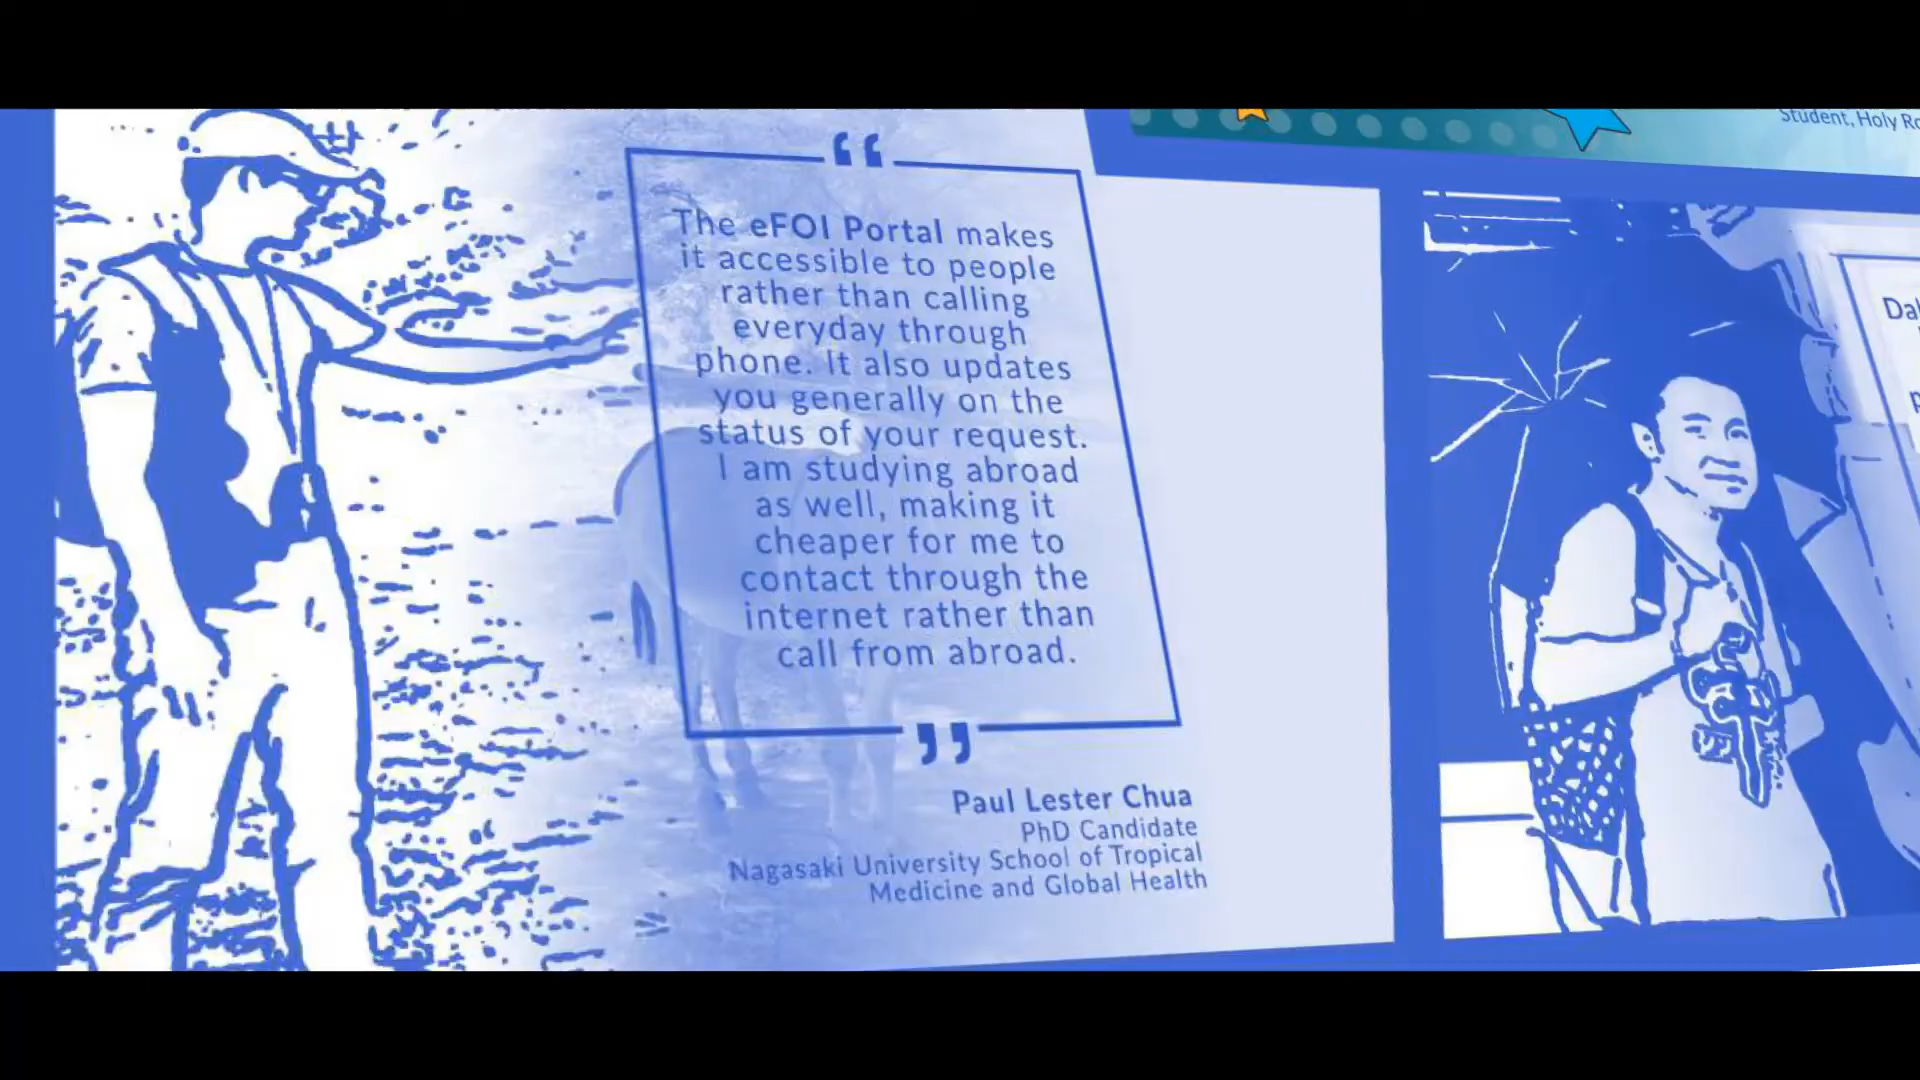 Student, Holy
“
The eFOI Portal makes
it accessible to people
rather than calling
everyday through
phone. It also updates
you generally on the
status of your request.
I am studying abroad
as well, making it
cheaper for me to
contact through the
internet rather than
call from abroad.
”
Paul Lester Chua
PhD Candidate
Nagasaki University School of Tropical
Medicine and Global Health